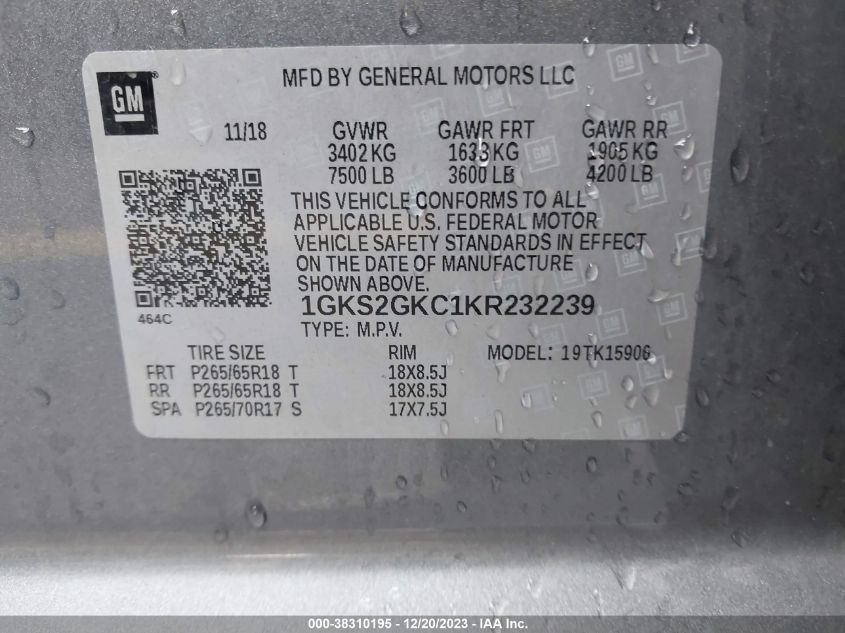 GM
MFD BY GENERAL MOTORS LLC
11/18 GVWR GAWR FRT GAWR RR
3402 KG 1633 KG 1905 KG
7500 LB 3600 LB 4200 LB
THIS VEHICLE CONFORMS TO ALL
APPLICABLE U.S. FEDERAL MOTOR
VEHICLE SAFETY STANDARDS IN EFFECT
ON THE DATE OF MANUFACTURE
SHOWN ABOVE.
1GKS2GKC1KR232239
464C
TYPE: M.P.V.
TIRE SIZE RIM MODEL: 19TK15906
FRT P265/65R18 T 18X8.5J
RR P265/65R18 T 18X8.5J
SPA P265/70R17 S 17X7.5J
000-38310195 - 12/20/2023 - IAA Inc.